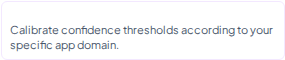 Calibrate confidence thresholds according to your
specific app domain.